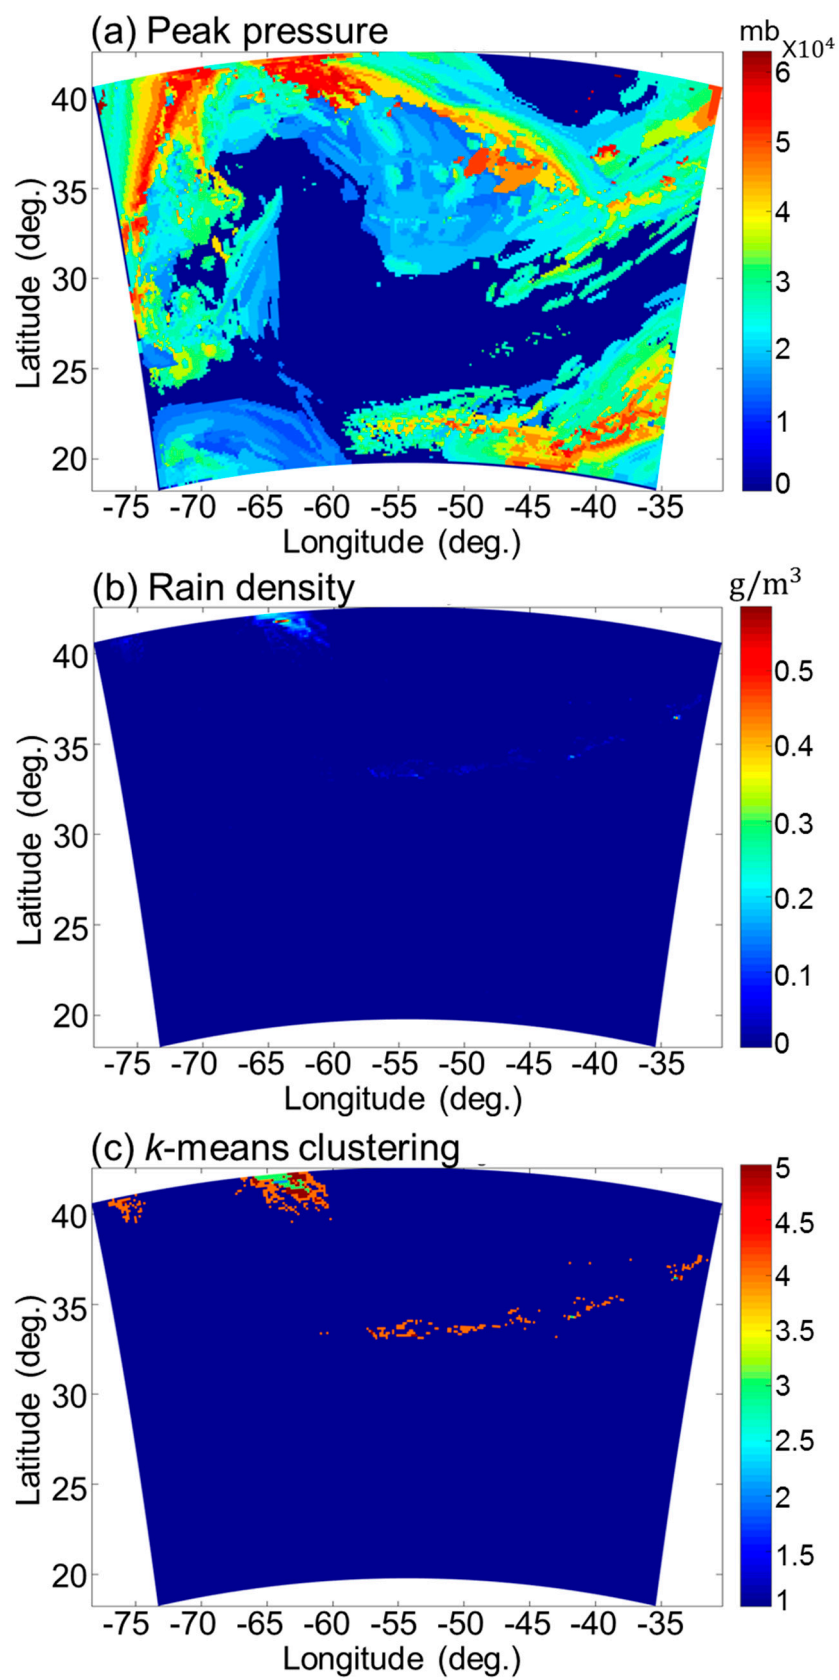 (a) Peak pressure
mb
X10⁴
6
5
4
3
2
1
0
40
35
30
25
20
Latitude (deg.)
-75 -70 -65 -60 -55 -50 -45 -40 -35
Longitude (deg.)
(b) Rain density
g/m³
0.5
0.4
0.3
0.2
0.1
0
40
35
30
25
20
Latitude (deg.)
-75 -70 -65 -60 -55 -50 -45 -40 -35
Longitude (deg.)
(c) k-means clustering
5
4.5
4
3.5
3
2.5
2
1.5
1
40
35
30
25
20
Latitude (deg.)
-75 -70 -65 -60 -55 -50 -45 -40 -35
Longitude (deg.)